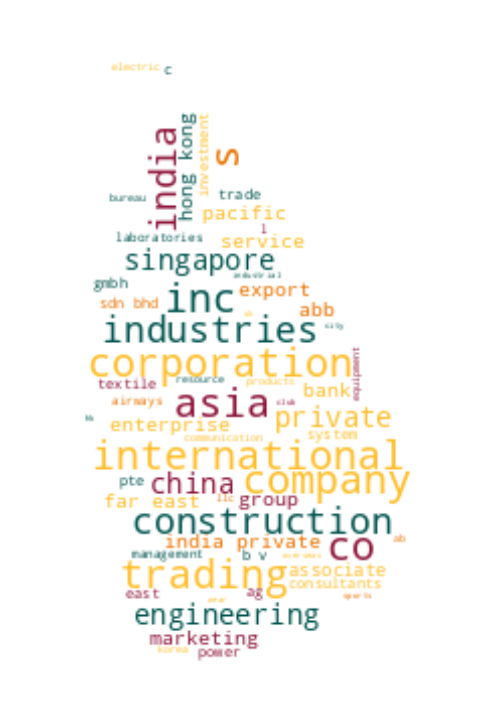 electric c
india
hong kong
investment
s
bureau
trade
pacific
l
laboratories
service
singapore
industrial
gmbh
inc
export
sdn bhd
abb
industries
city
corporation
equipment
textile
resource
products
bank
airways
asia
club
private
enterprise
system
communication
international
pte
china
company
far east
llc
group
construction
india private
co
ab
management
b v
trading
associate
consultants
east
ag
sports
engineering
marketing
korea
power